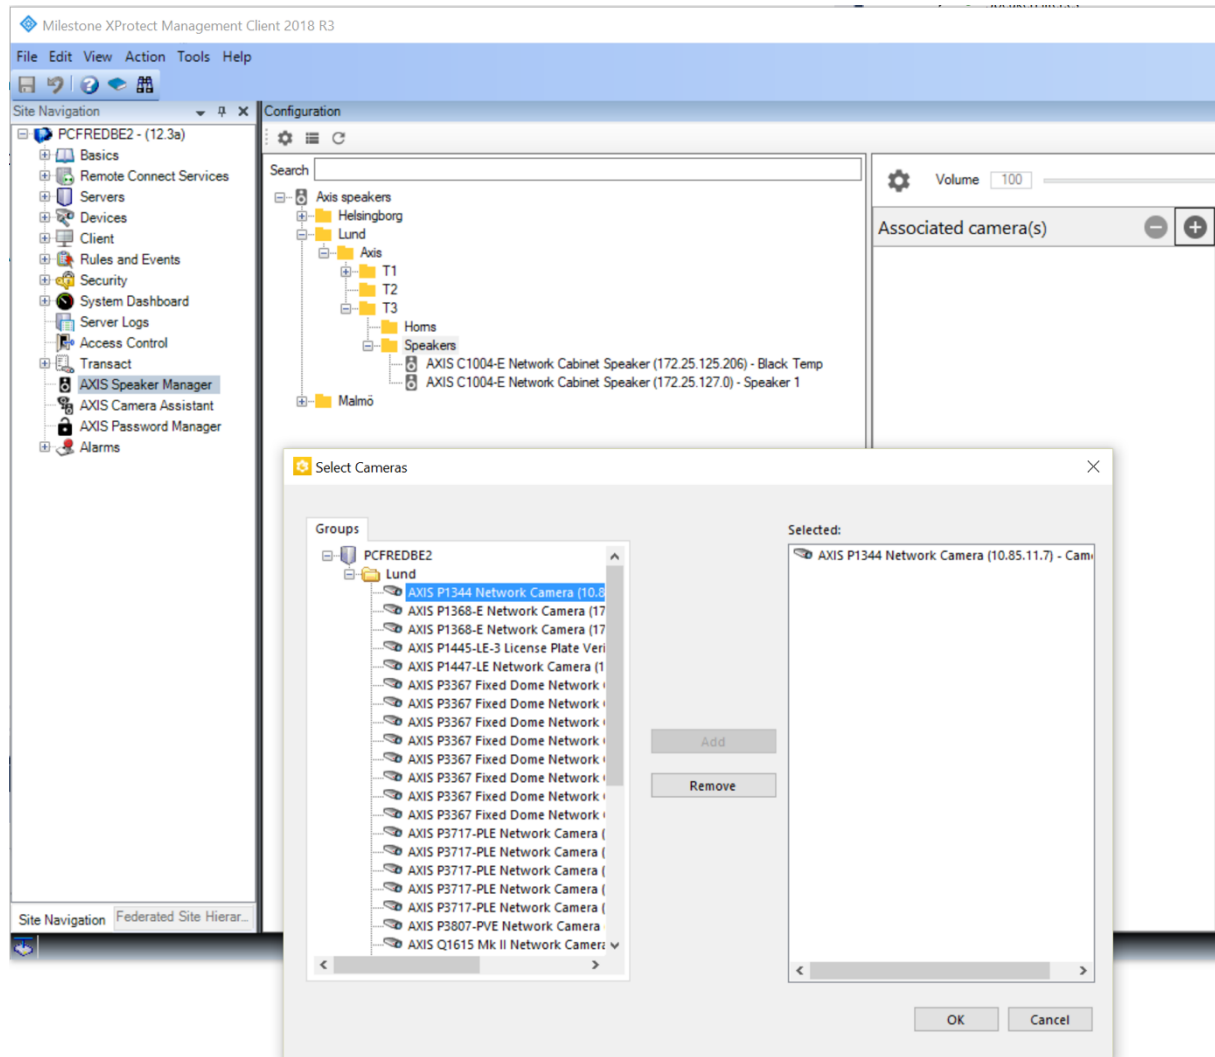 Milestone XProtect Management Client 2018 R3
File Edit View Action Tools Help
Site Navigation
PCFREDBE2 - (12.3a)
Basics
Remote Connect Services
Servers
Devices
Client
Rules and Events
Security
System Dashboard
Server Logs
Access Control
Transact
AXIS Speaker Manager
AXIS Camera Assistant
AXIS Password Manager
Alarms
Site Navigation
Federated Site Hierar...
Configuration
Search
Axis speakers
Helsingborg
Lund
Axis
T1
T2
T3
Horns
Speakers
AXIS C1004-E Network Cabinet Speaker (172.25.125.206) - Black Temp
AXIS C1004-E Network Cabinet Speaker (172.25.127.0) - Speaker 1
Malmö
Volume 100
Associated camera(s)
Select Cameras
Groups
PCFREDBE2
Lund
AXIS P1344 Network Camera (10.8
AXIS P1368-E Network Camera (17
AXIS P1368-E Network Camera (17
AXIS P1445-LE-3 License Plate Veri
AXIS P1447-LE Network Camera (1
AXIS P3367 Fixed Dome Network
AXIS P3367 Fixed Dome Network
AXIS P3367 Fixed Dome Network
AXIS P3367 Fixed Dome Network
AXIS P3367 Fixed Dome Network
AXIS P3367 Fixed Dome Network
AXIS P3367 Fixed Dome Network
AXIS P3367 Fixed Dome Network
AXIS P3717-PLE Network Camera (
AXIS P3717-PLE Network Camera (
AXIS P3717-PLE Network Camera (
AXIS P3717-PLE Network Camera (
AXIS P3717-PLE Network Camera (
AXIS P3807-PVE Network Camera
AXIS Q1615 Mk II Network Camera
Add
Remove
Selected:
AXIS P1344 Network Camera (10.85.11.7) - Cam
OK
Cancel